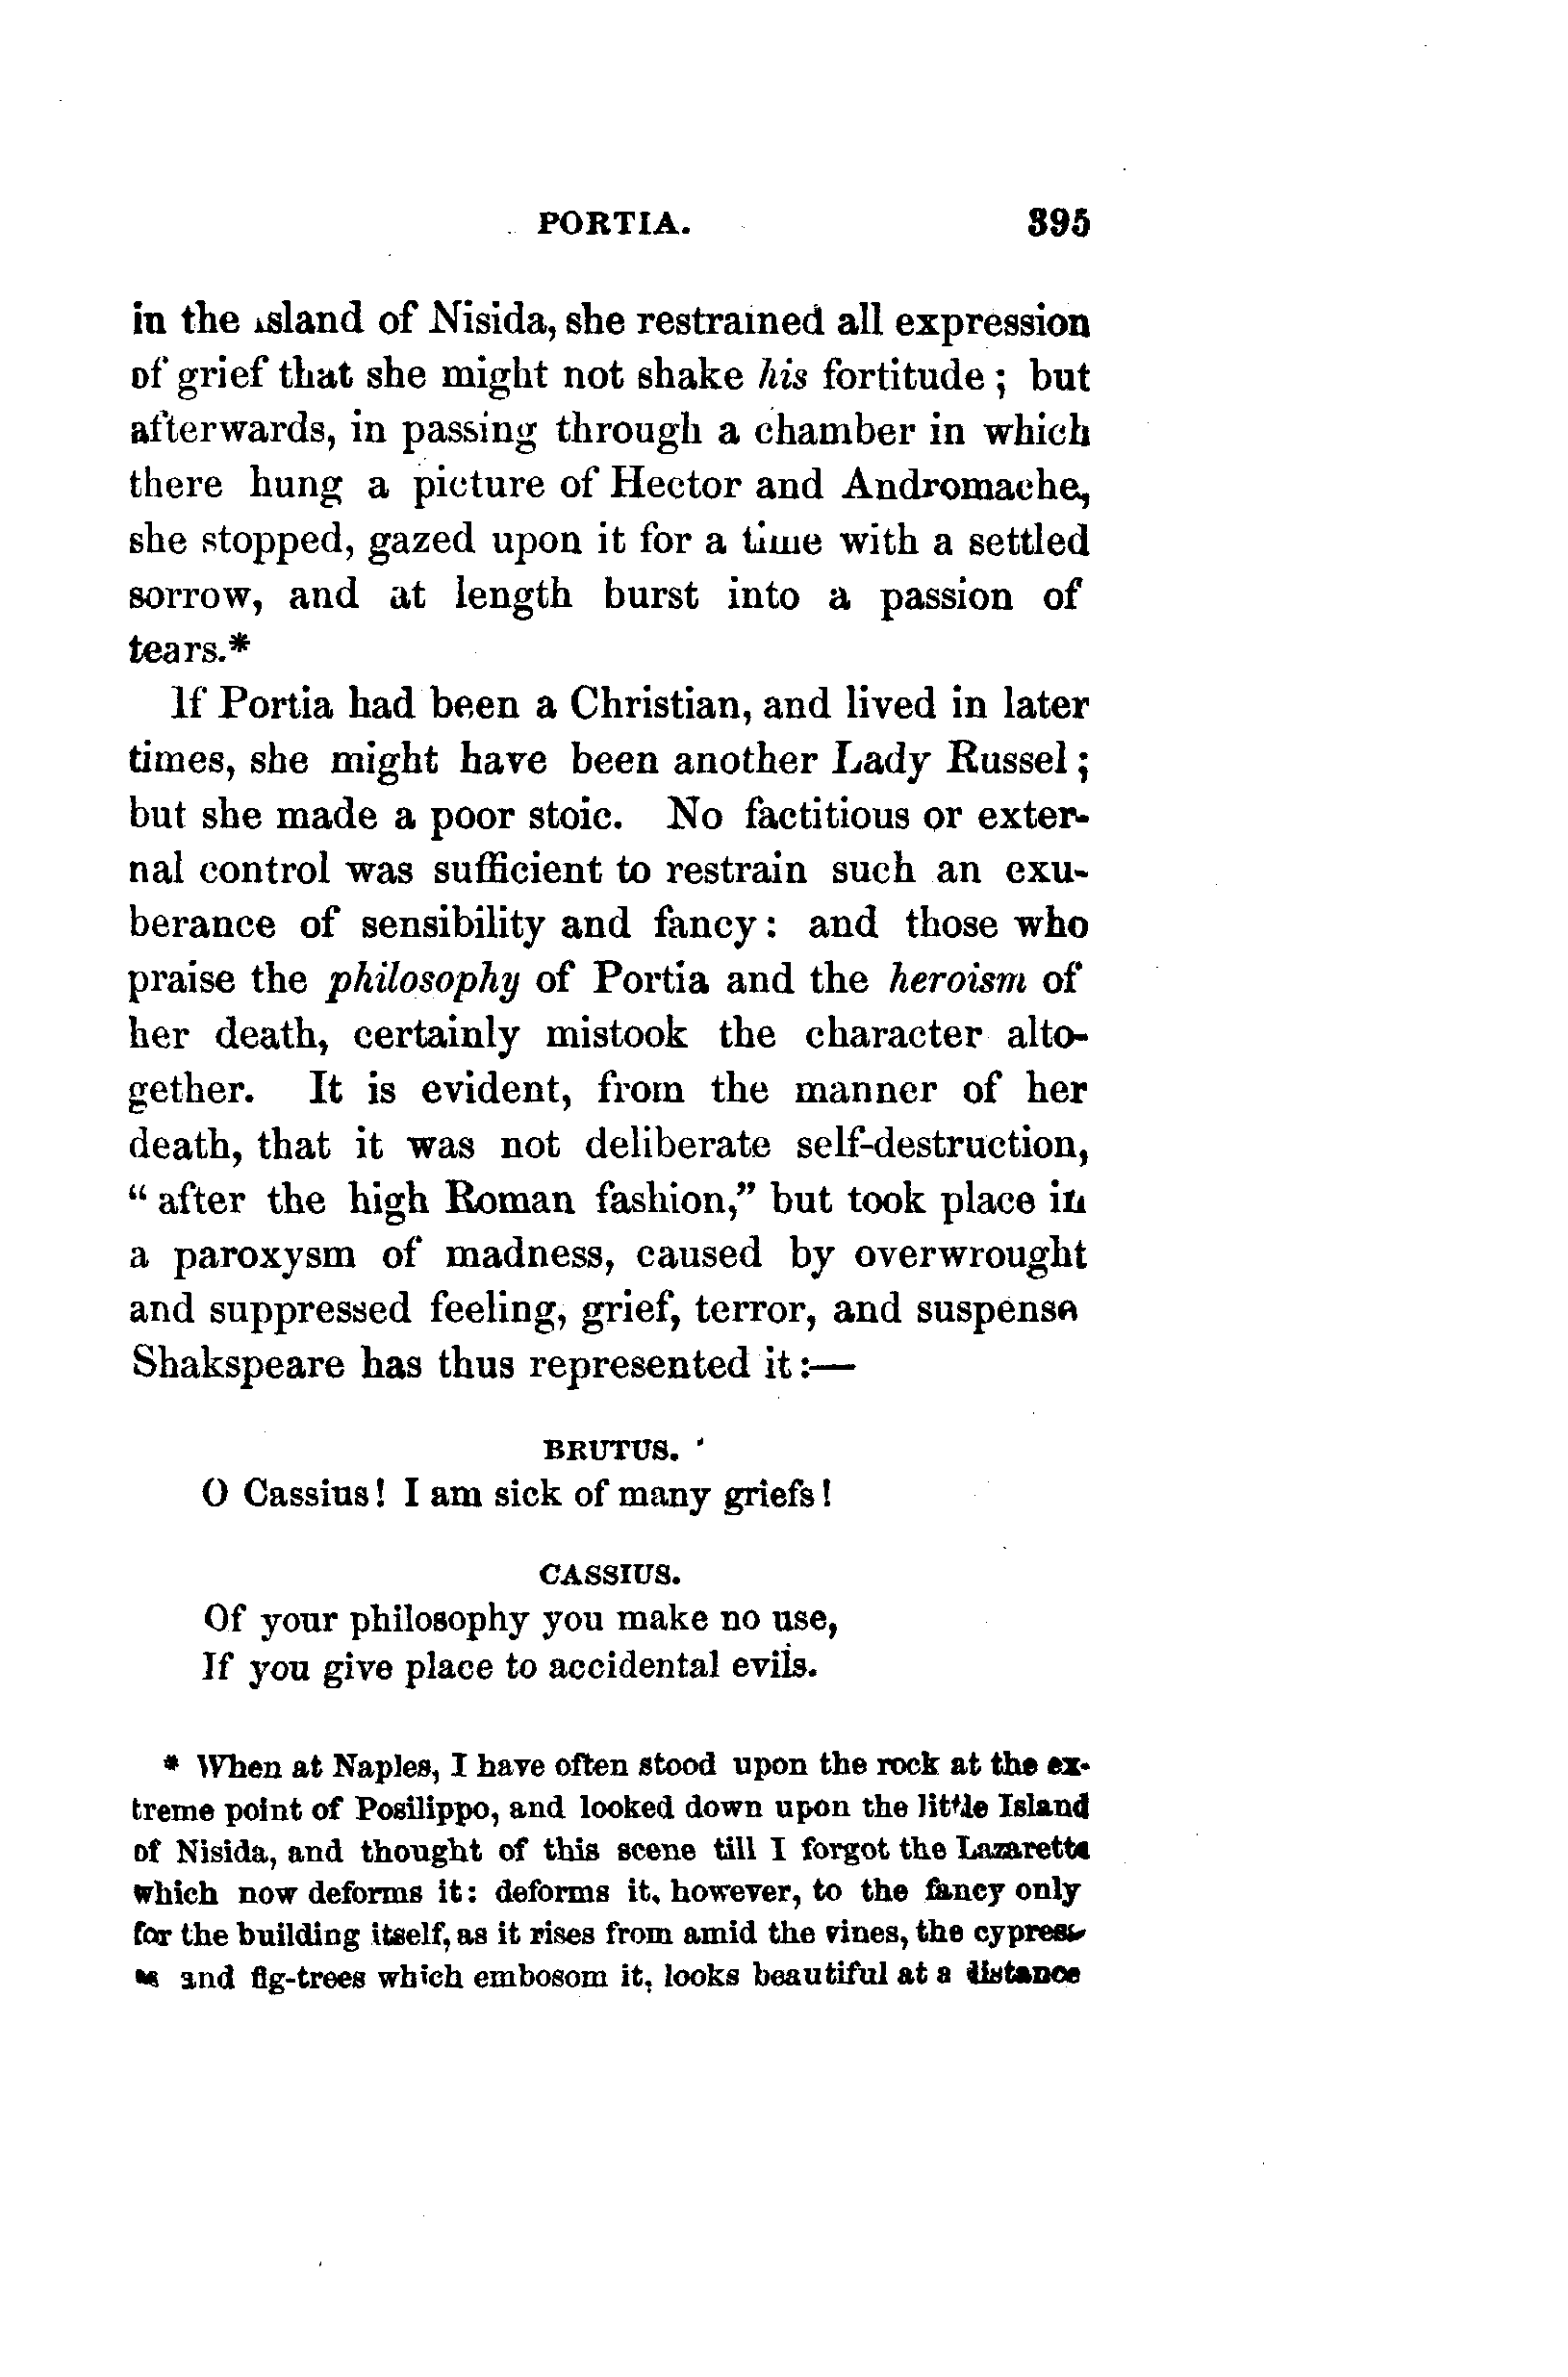 PORTIA. 395
in the island of Nisida, she restrained all expression
of grief that she might not shake his fortitude; but
afterwards, in passing through a chamber in which
there hung a picture of Hector and Andromache,
she stopped, gazed upon it for a time with a settled
sorrow, and at length burst into a passion of
tears.*
If Portia had been a Christian, and lived in later
times, she might have been another Lady Russel;
but she made a poor stoic. No factitious or exter-
nal control was sufficient to restrain such an exu-
berance of sensibility and fancy: and those who
praise the philosophy of Portia and the heroism of
her death, certainly mistook the character alto-
gether. It is evident, from the manner of her
death, that it was not deliberate self-destruction,
"after the high Roman fashion," but took place in
a paroxysm of madness, caused by overwrought
and suppressed feeling, grief, terror, and suspense
Shakspeare has thus represented it:—
BRUTUS.
O Cassius! I am sick of many griefs!
CASSIUS.
Of your philosophy you make no use,
If you give place to accidental evils.
* When at Naples, I have often stood upon the rock at the ex-
treme point of Posilippo, and looked down upon the little Island
of Nisida, and thought of this scene till I forgot the Lazaretto
which now deforms it: deforms it, however, to the fancy only
for the building itself, as it rises from amid the vines, the cypress-
es and fig-trees which embosom it, looks beautiful at a distance